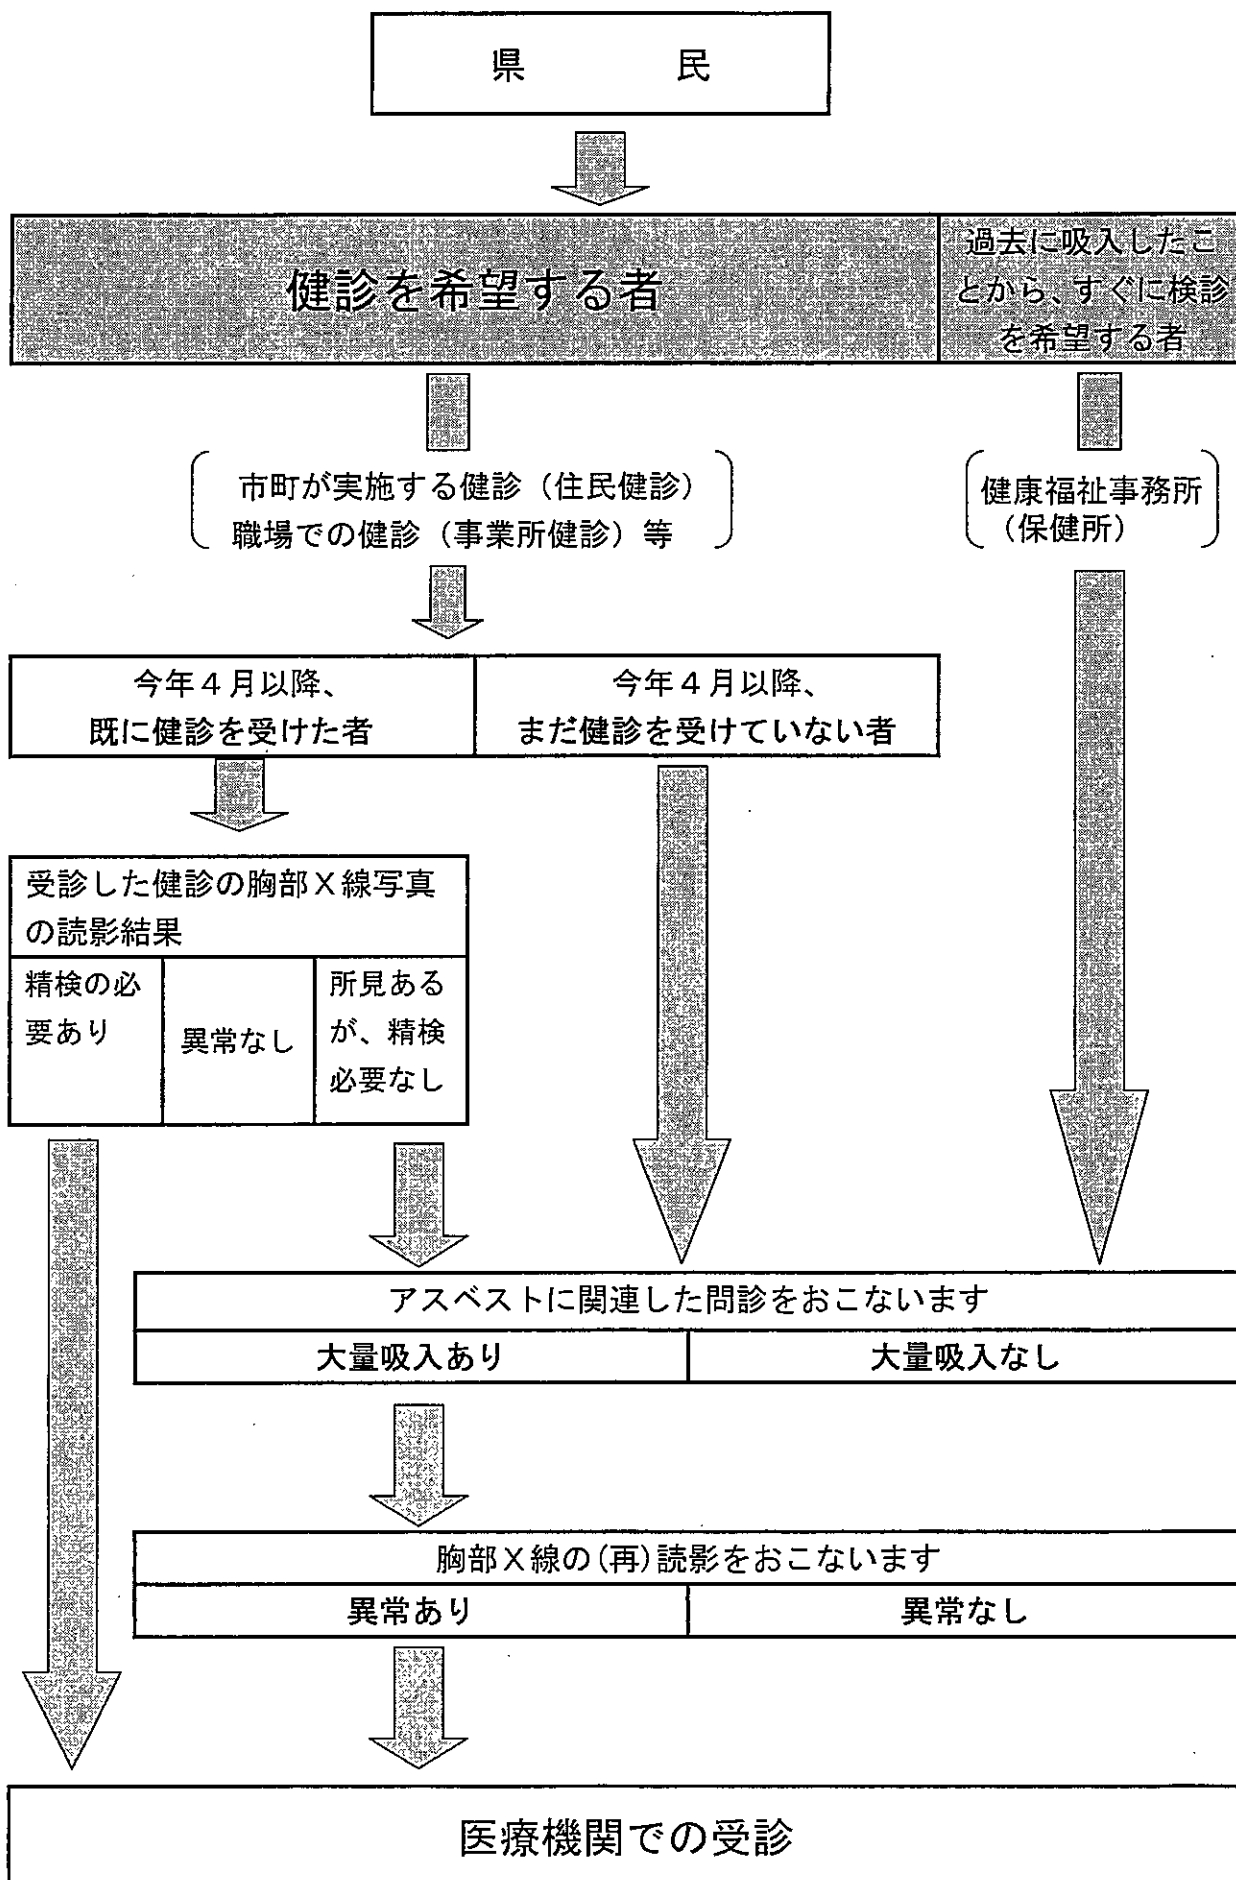 県　　民
健診を希望する者
過去に吸入したこ
とから、すぐに検診
を希望する者
市町が実施する健診（住民健診）
職場での健診（事業所健診）等
健康福祉事務所
（保健所）
今年４月以降、
既に健診を受けた者
今年４月以降、
まだ健診を受けていない者
受診した健診の胸部Ｘ線写真
の読影結果
精検の必
要あり
異常なし
所見ある
が、精検
必要なし
アスベストに関連した問診をおこないます
大量吸入あり
大量吸入なし
胸部Ｘ線の(再)読影をおこないます
異常あり
異常なし
医療機関での受診